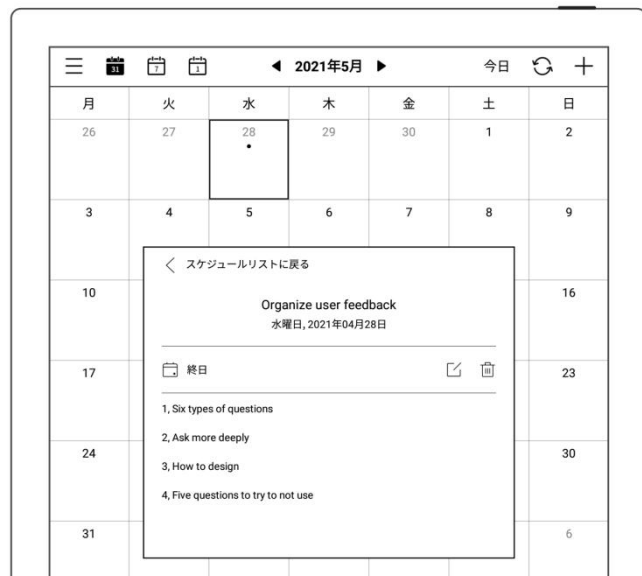 31 7 1 2021年5月 今日
月 火 水 木 金 土 日
26 27 28 29 30 1 2
3 4 5 6 7 8 9
スケジュールリストに戻る
10 16
Organize user feedback
水曜日, 2021年04月28日
17 終日 23
1, Six types of questions
2, Ask more deeply
24 30
3, How to design
4, Five questions to try to not use
31 6